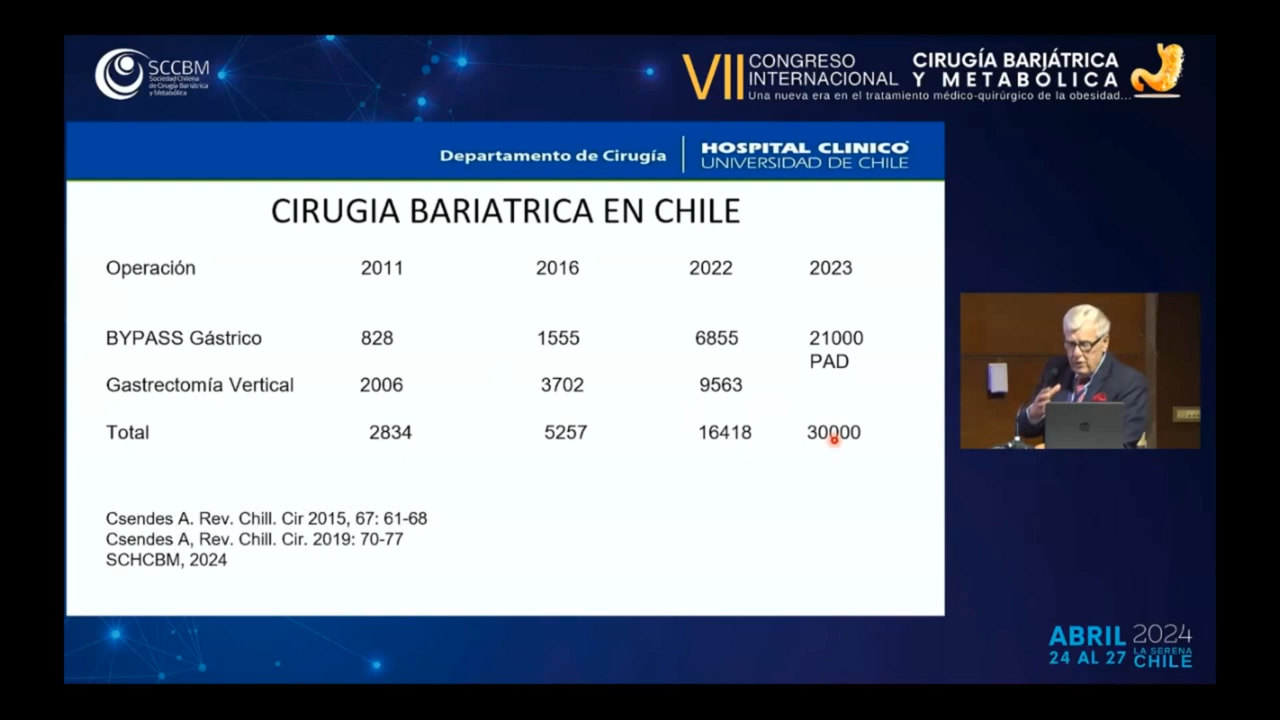 SCCBM
Sociedad Chilena
de Cirugía Bariátrica
y Metabólica
VII CONGRESO
INTERNACIONAL
CIRUGÍA BARIÁTRICA
Y METABÓLICA
Una nueva era en el tratamiento médico-quirúrgico de la obesidad...
Departamento de Cirugía
HOSPITAL CLINICO
UNIVERSIDAD DE CHILE
CIRUGIA BARIATRICA EN CHILE
Operación 2011 2016 2022 2023
BYPASS Gástrico 828 1555 6855 21000
PAD
Gastrectomía Vertical 2006 3702 9563
Total 2834 5257 16418 30000
Csendes A. Rev. Chill. Cir 2015, 67: 61-68
Csendes A, Rev. Chill. Cir. 2019: 70-77
SCHCBM, 2024
ABRIL 2024
24 AL 27 LA SERENA
CHILE